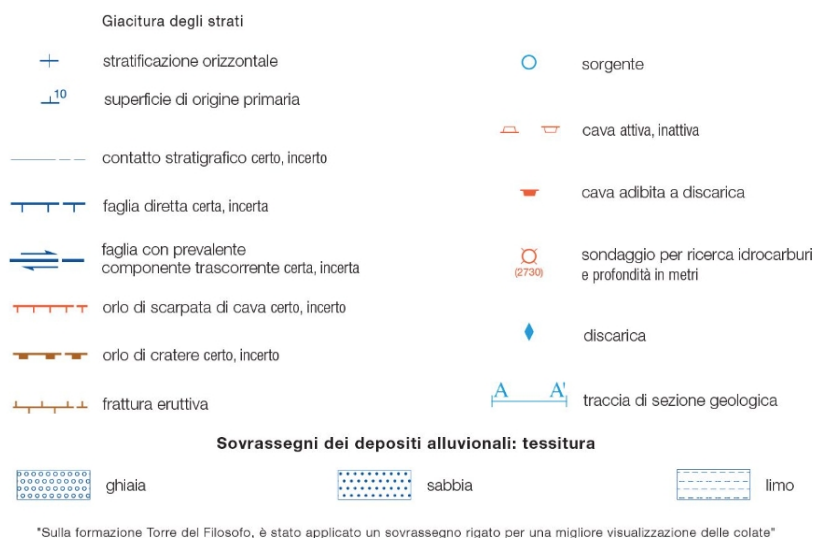 Giacitura degli strati
stratificazione orizzontale
10
superficie di origine primaria
contatto stratigrafico certo, incerto
faglia diretta certa, incerta
faglia con prevalente
componente trascorrente certa, incerta
orlo di scarpata di cava certo, incerto
orlo di cratere certo, incerto
frattura eruttiva
sorgente
cava attiva, inattiva
cava adibita a discarica
sondaggio per ricerca idrocarburi
(2730)
e profondità in metri
discarica
A A'
traccia di sezione geologica
Sovrassegni dei depositi alluvionali: tessitura
ghiaia
sabbia
limo
"Sulla formazione Torre del Filosofo, è stato applicato un sovrassegno rigato per una migliore visualizzazione delle colate"